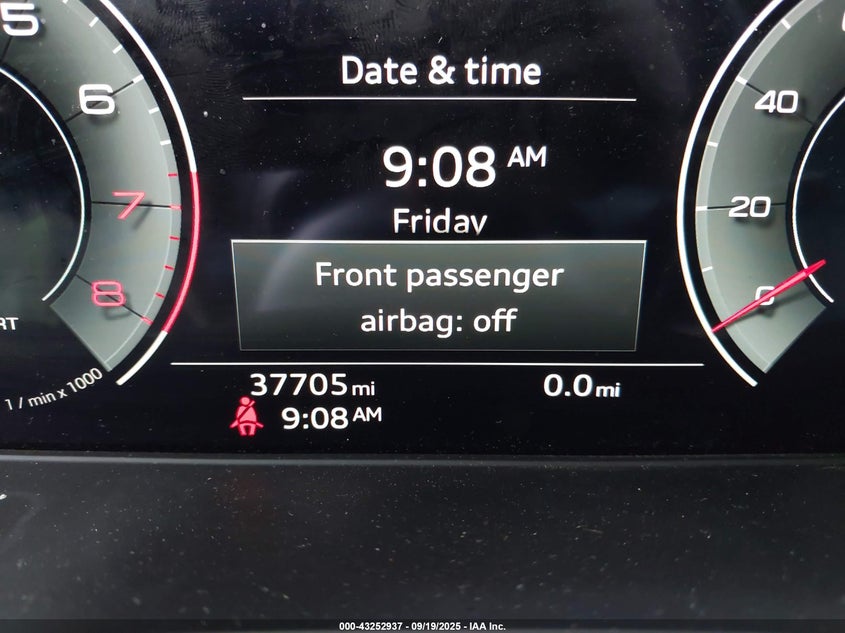 5
6
7
8
RT
1 / min x 1000
Date & time
9:08 AM
Friday
Front passenger
airbag: off
37705 mi
0.0 mi
9:08 AM
40
20
0
000-43252937 - 09/19/2025 - IAA Inc.